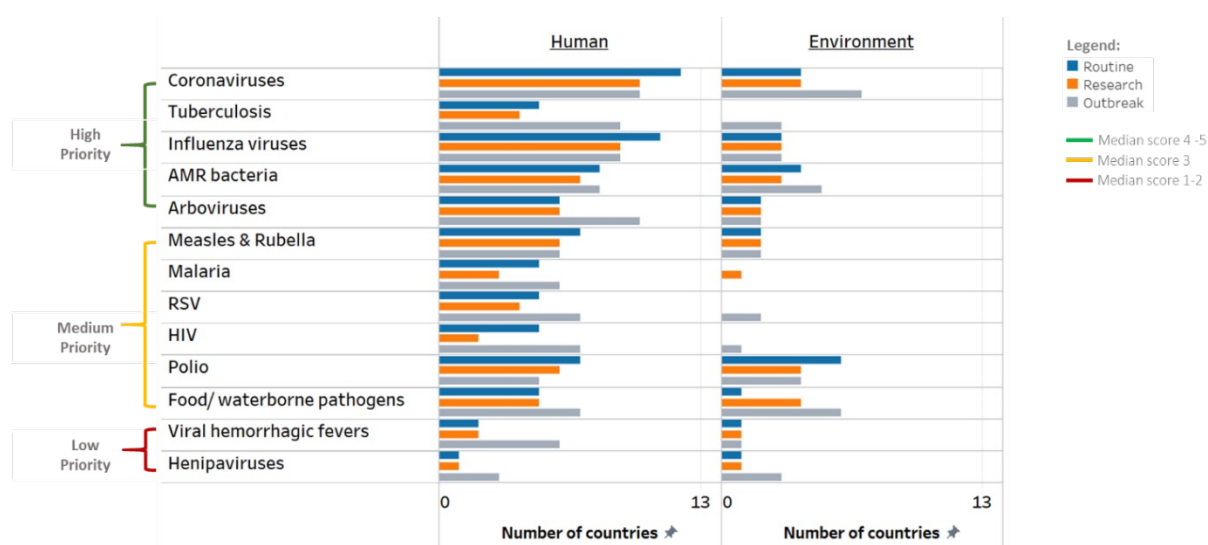 Human
Environment
Legend:
Routine
Research
Outbreak
Median score 4 -5
Median score 3
Median score 1-2
High
Priority
Coronaviruses
Tuberculosis
Influenza viruses
AMR bacteria
Arboviruses
Medium
Priority
Measles & Rubella
Malaria
RSV
HIV
Polio
Food/ waterborne pathogens
Low
Priority
Viral hemorrhagic fevers
Henipaviruses
0 13 0 13
Number of countries Number of countries